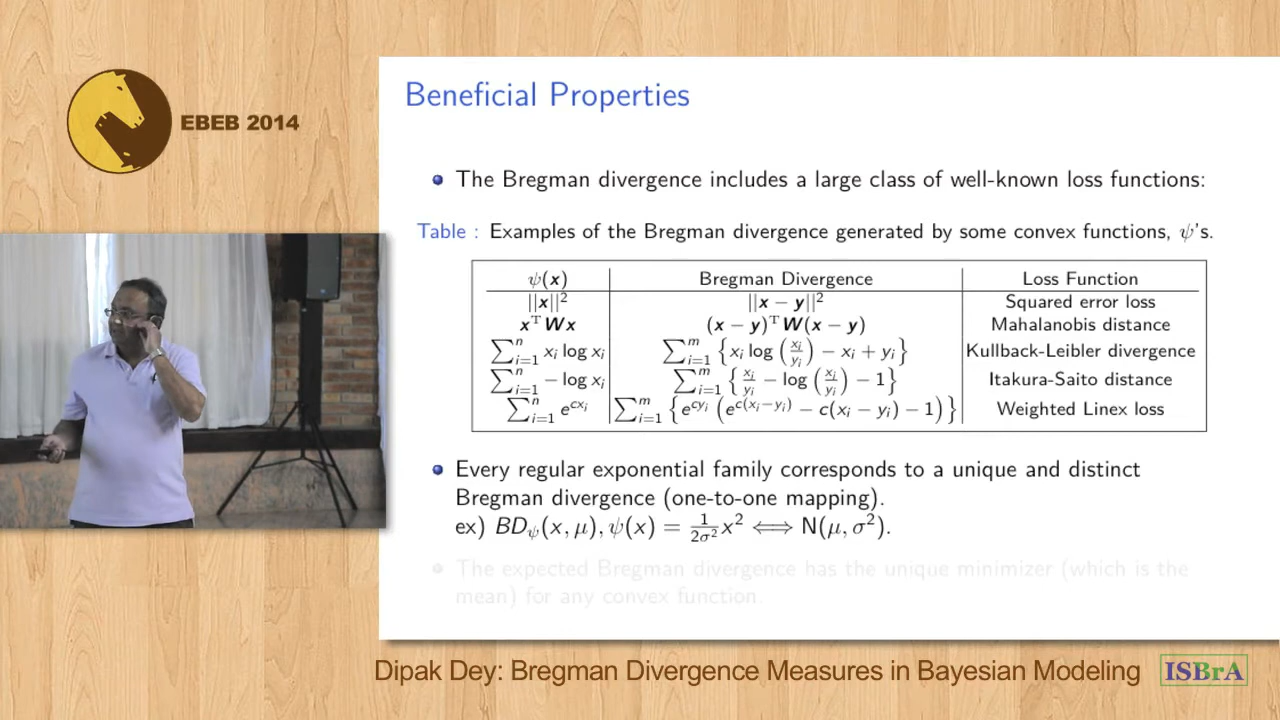 EBEB 2014
Beneficial Properties
The Bregman divergence includes a large class of well-known loss functions:
Table : Examples of the Bregman divergence generated by some convex functions, ψ's.
ψ(x) Bregman Divergence Loss Function
||x||² ||x − y||² Squared error loss
xᵀWx (x − y)ᵀW(x − y) Mahalanobis distance
∑ⁿᵢ₌₁ xᵢ log xᵢ ∑ᵐᵢ₌₁ {xᵢ log (xᵢ/yᵢ) − xᵢ + yᵢ} Kullback-Leibler divergence
∑ⁿᵢ₌₁ − log xᵢ ∑ᵐᵢ₌₁ {xᵢ/yᵢ − log (xᵢ/yᵢ) − 1} Itakura-Saito distance
∑ⁿᵢ₌₁ e^{cxᵢ} ∑ᵐᵢ₌₁ {e^{cyᵢ} (e^{c(xᵢ−yᵢ)} − c(xᵢ − yᵢ) − 1)} Weighted Linex loss
Every regular exponential family corresponds to a unique and distinct
Bregman divergence (one-to-one mapping).
ex) BD_ψ(x, μ), ψ(x) = 1/(2σ²) x² ⟺ N(μ, σ²).
The expected Bregman divergence has the unique minimizer (which is the
mean) for any convex function.
Dipak Dey: Bregman Divergence Measures in Bayesian Modeling ISBrA